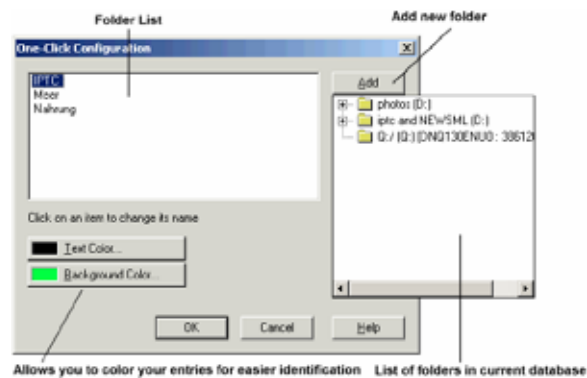 Folder List
Add new folder
One-Click Configuration
IPTC
Meer
Nahrung
Add
photos (D:)
iptc and NEWSML (D:)
Q:/ (Q:) (DNQ130ENU0 : 38612
Click on an item to change its name
Text Color...
Background Color...
OK
Cancel
Help
Allows you to color your entries for easier identification
List of folders in current database